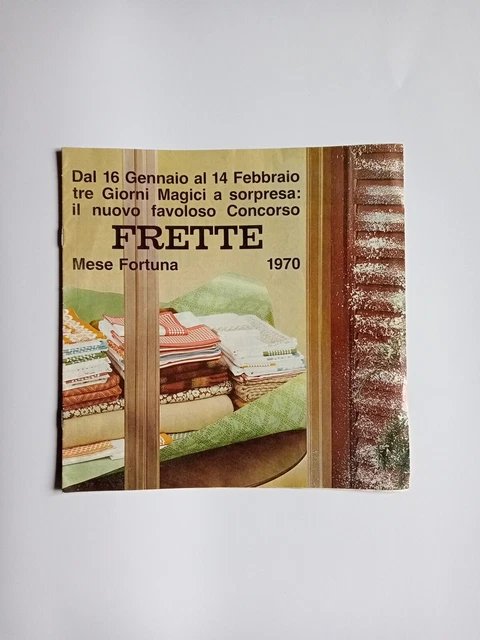 Dal 16 Gennaio al 14 Febbraio
tre Giorni Magici a sorpresa:
il nuovo favoloso Concorso
FRETTE
Mese Fortuna 1970